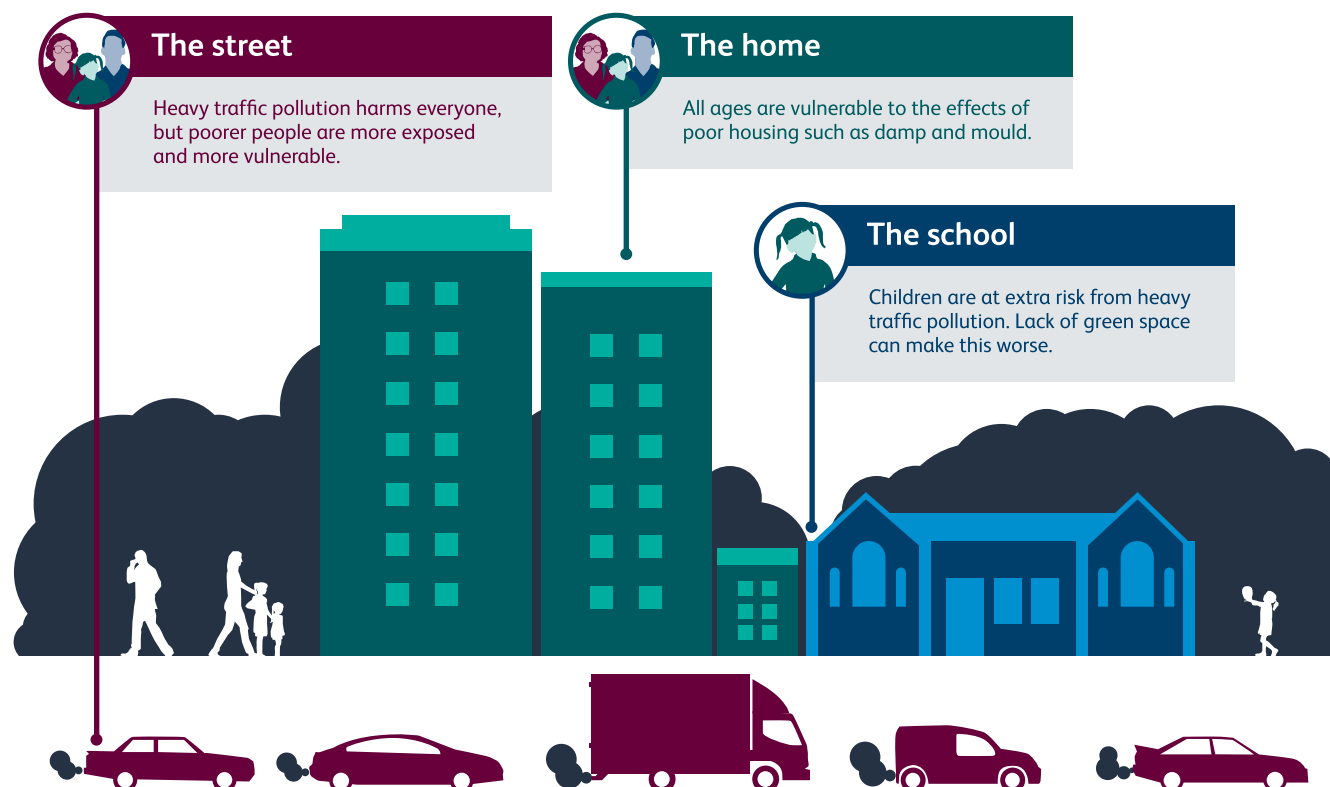 The street
Heavy traffic pollution harms everyone,
but poorer people are more exposed
and more vulnerable.
The home
All ages are vulnerable to the effects of
poor housing such as damp and mould.
The school
Children are at extra risk from heavy
traffic pollution. Lack of green space
can make this worse.